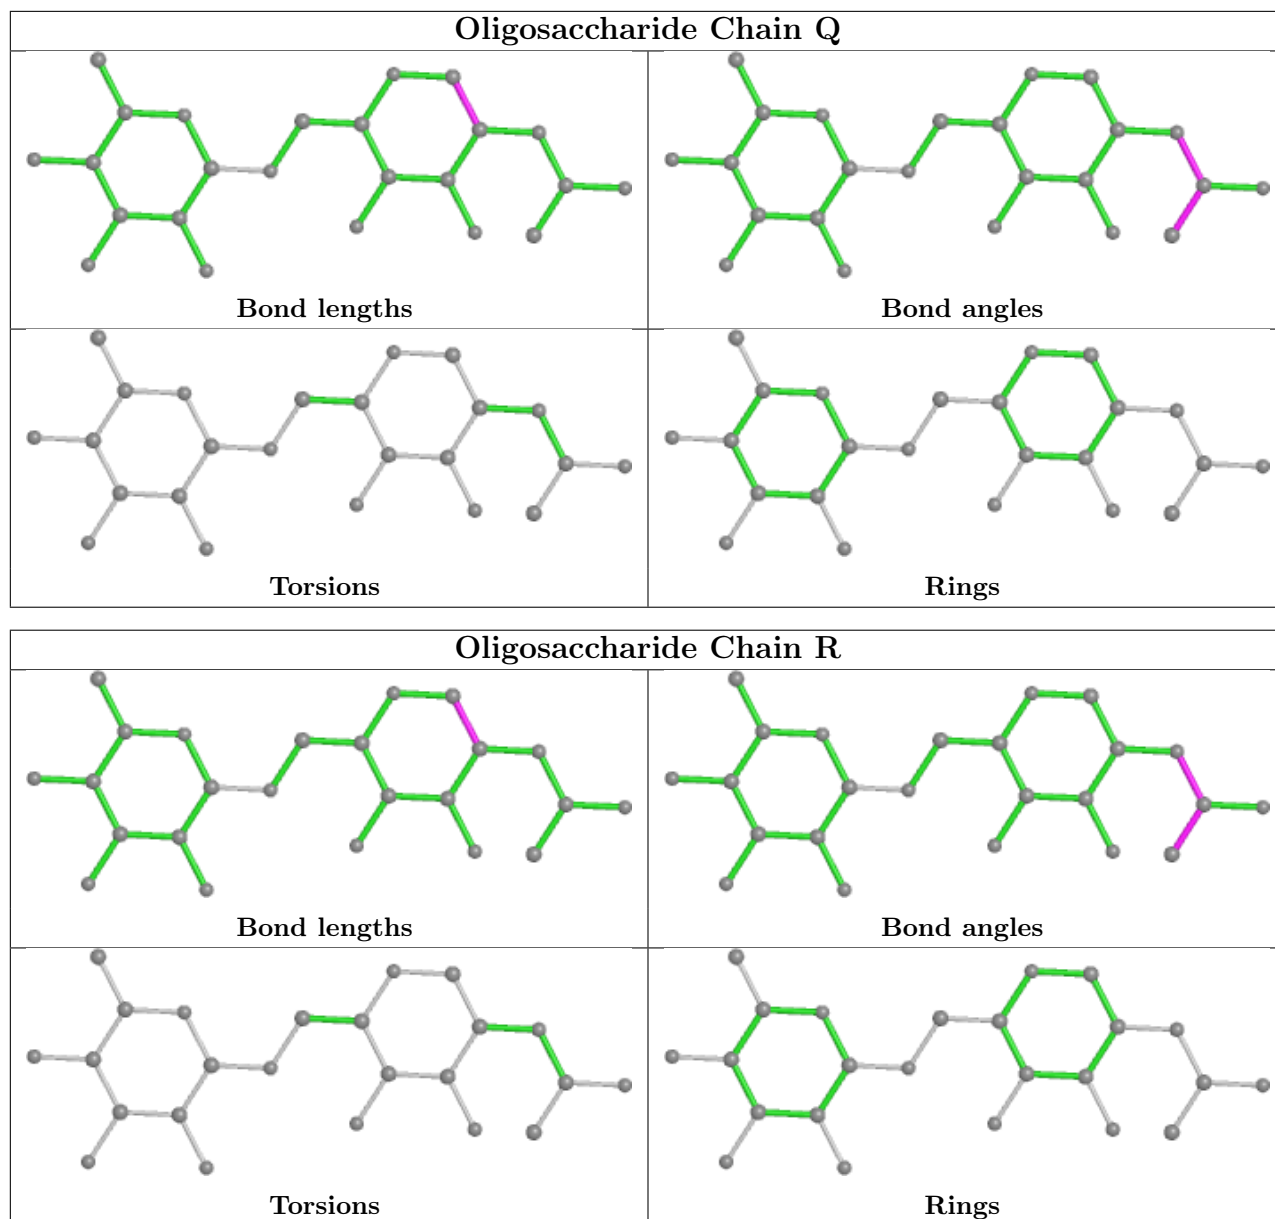 Oligosaccharide Chain Q
Bond lengths
Bond angles
Torsions
Rings
Oligosaccharide Chain R
Bond lengths
Bond angles
Torsions
Rings